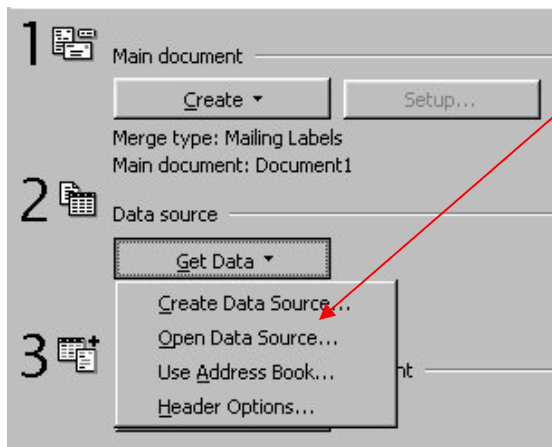 1
Main document
Create
Setup...
Merge type: Mailing Labels
Main document: Document1
2
Data source
Get Data
Create Data Source...
Open Data Source...
3
Use Address Book...
nt
Header Options...